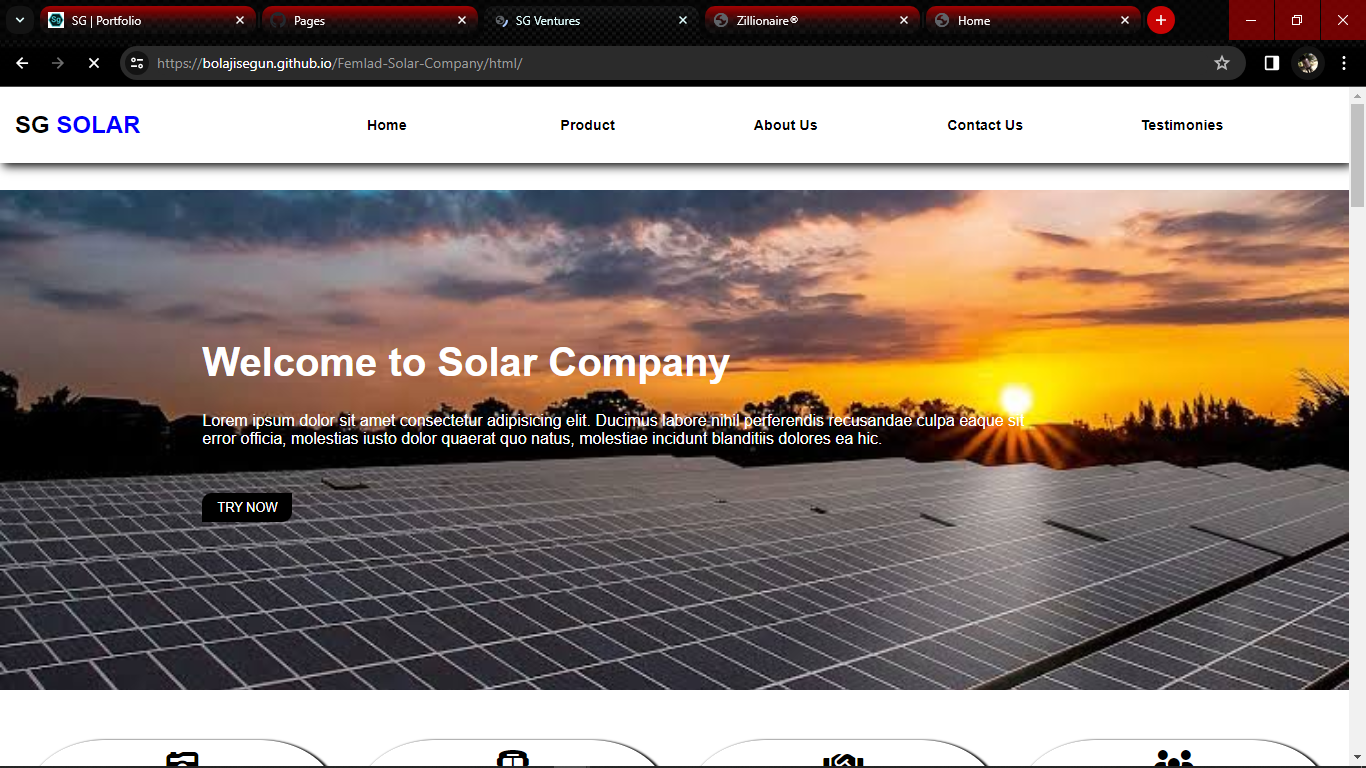 SG | Portfolio
Pages
SG Ventures
Zillionaire®
Home
https://bolajisegun.github.io/Femlad-Solar-Company/html/
SG SOLAR
Home
Product
About Us
Contact Us
Testimonies
Welcome to Solar Company
Lorem ipsum dolor sit amet consectetur adipisicing elit. Ducimus labore nihil perferendis recusandae culpa eaque sit
error officia, molestias iusto dolor quaerat quo natus, molestiae incidunt blanditiis dolores ea hic.
TRY NOW